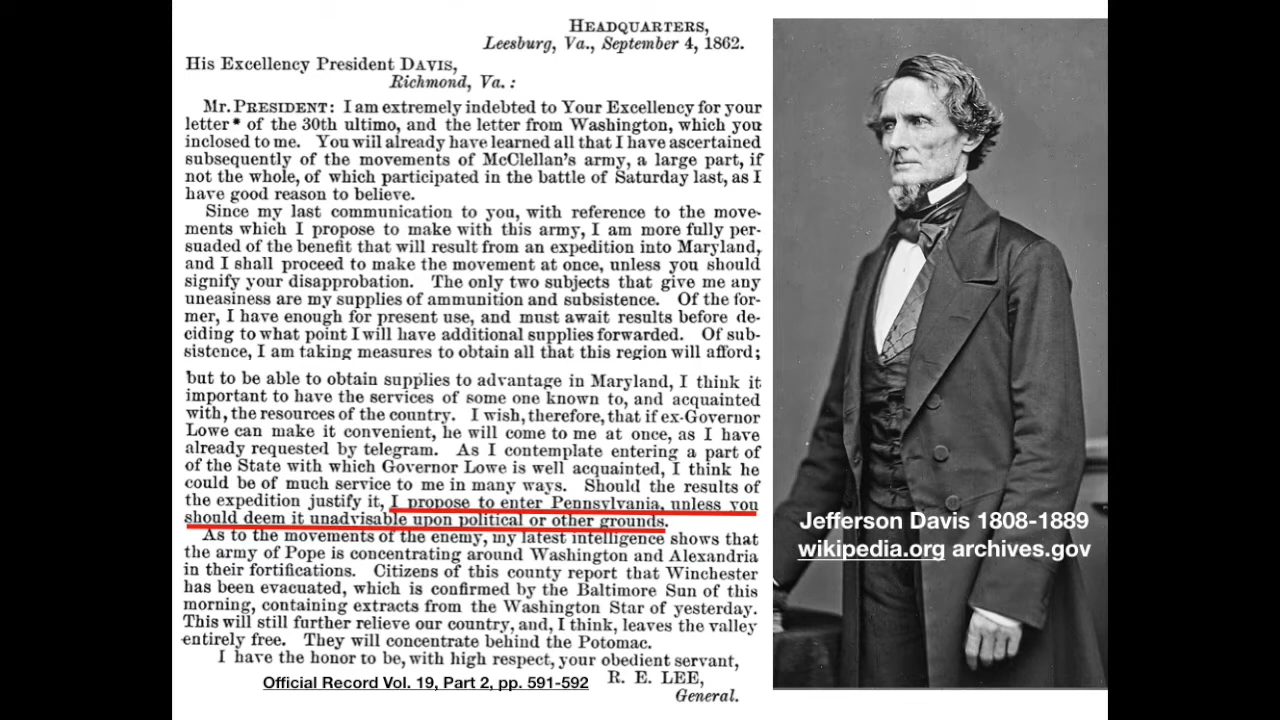 HEADQUARTERS,
Leesburg, Va., September 4, 1862.
His Excellency President DAVIS,
Richmond, Va. :
Mr. PRESIDENT: I am extremely indebted to Your Excellency for your
letter * of the 30th ultimo, and the letter from Washington, which you
inclosed to me. You will already have learned all that I have ascertained
subsequently of the movements of McClellan's army, a large part, if
not the whole, of which participated in the battle of Saturday last, as I
have good reason to believe.
Since my last communication to you, with reference to the move-
ments which I propose to make with this army, I am more fully per-
suaded of the benefit that will result from an expedition into Maryland,
and I shall proceed to make the movement at once, unless you should
signify your disapprobation. The only two subjects that give me any
uneasiness are my supplies of ammunition and subsistence. Of the for-
mer, I have enough for present use, and must await results before de-
ciding to what point I will have additional supplies forwarded. Of sub-
sistence, I am taking measures to obtain all that this region will afford;
but to be able to obtain supplies to advantage in Maryland, I think it
important to have the services of some one known to, and acquainted
with, the resources of the country. I wish, therefore, that if ex-Governor
Lowe can make it convenient, he will come to me at once, as I have
already requested by telegram. As I contemplate entering a part of
of the State with which Governor Lowe is well acquainted, I think he
could be of much service to me in many ways. Should the results of
the expedition justify it, I propose to enter Pennsylvania, unless you
should deem it unadvisable upon political or other grounds.
As to the movements of the enemy, my latest intelligence shows that
the army of Pope is concentrating around Washington and Alexandria
in their fortifications. Citizens of this county report that Winchester
has been evacuated, which is confirmed by the Baltimore Sun of this
morning, containing extracts from the Washington Star of yesterday.
This will still further relieve our country, and, I think, leaves the valley
entirely free. They will concentrate behind the Potomac.
I have the honor to be, with high respect, your obedient servant,
R. E. LEE,
General.
Official Record Vol. 19, Part 2, pp. 591-592
Jefferson Davis 1808-1889
wikipedia.org archives.gov